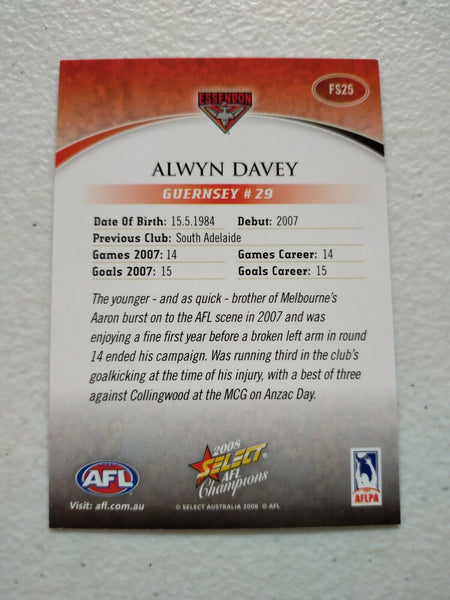 ESSENDON
FS25
ALWYN DAVEY
GUERNSEY # 29
Date Of Birth: 15.5.1984 Debut: 2007
Previous Club: South Adelaide
Games 2007: 14 Games Career: 14
Goals 2007: 15 Goals Career: 15
The younger - and as quick - brother of Melbourne's
Aaron burst on to the AFL scene in 2007 and was
enjoying a fine first year before a broken left arm in round
14 ended his campaign. Was running third in the club's
goalkicking at the time of his injury, with a best of three
against Collingwood at the MCG on Anzac Day.
2008
SELECT
AFL
Champions
AFL
AFLPA
Visit: afl.com.au
© SELECT AUSTRALIA 2008 © AFL